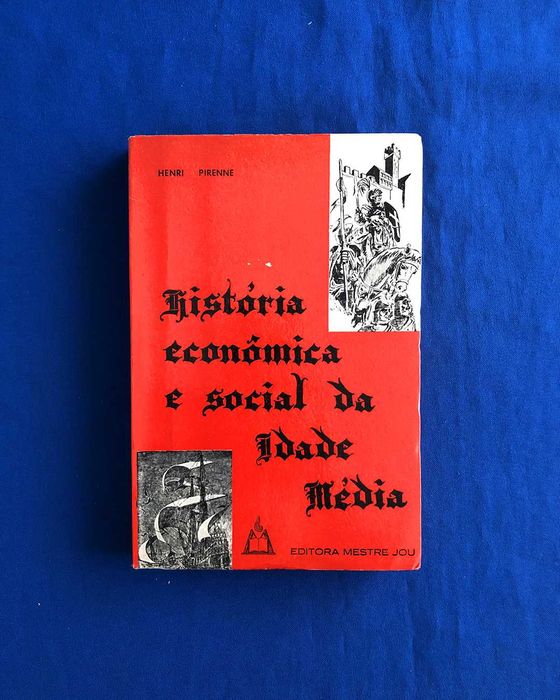 HENRI PIRENNE
história
econômica
e social da
Idade
Média
EDITORA MESTRE JOU